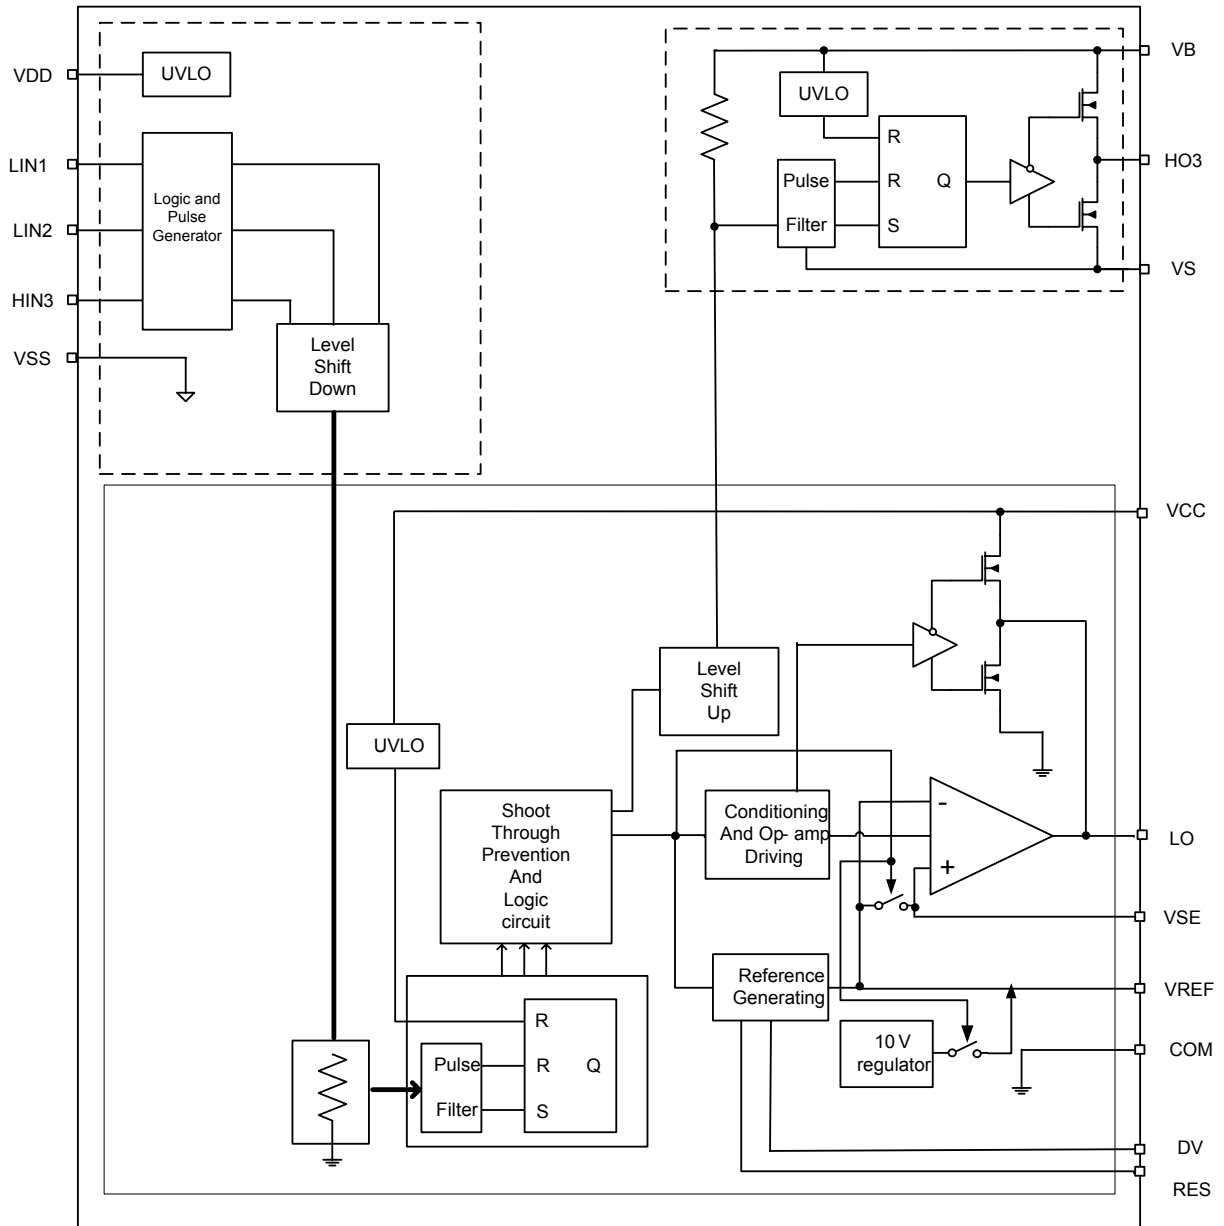 VDD
UVLO
LIN1
LIN2
HIN3
VSS
Logic and
Pulse
Generator
Level
Shift
Down
VB
UVLO
R
Pulse
R
Q
Filter
S
HO3
VS
VCC
Level
Shift
Up
UVLO
Shoot
Through
Prevention
And
Logic
circuit
Conditioning
And Op- amp
Driving
-
+
LO
VSE
Reference
Generating
VREF
10 V
regulator
COM
R
Pulse
R
Q
Filter
S
DV
RES